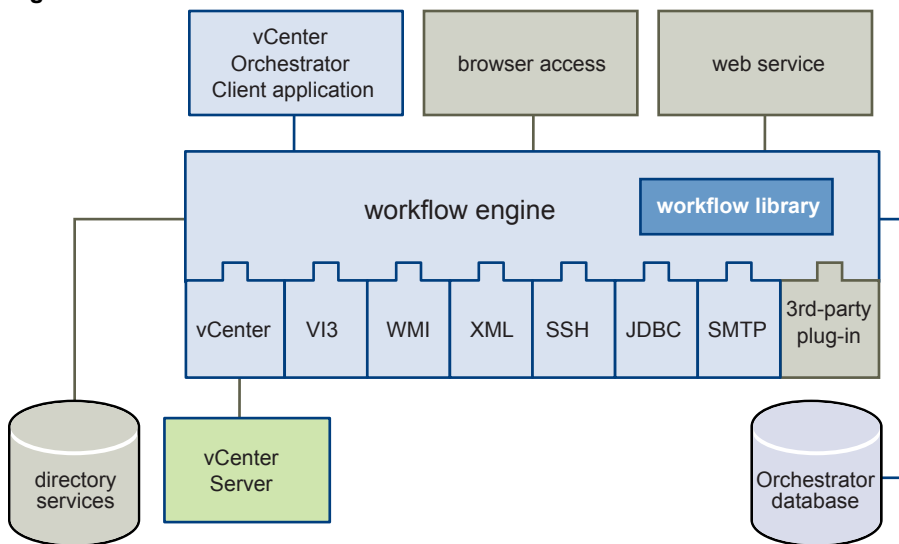 vCenter
Orchestrator
Client application
browser access
web service
workflow engine
workflow library
vCenter
VI3
WMI
XML
SSH
JDBC
SMTP
3rd-party
plug-in
directory
services
vCenter
Server
Orchestrator
database